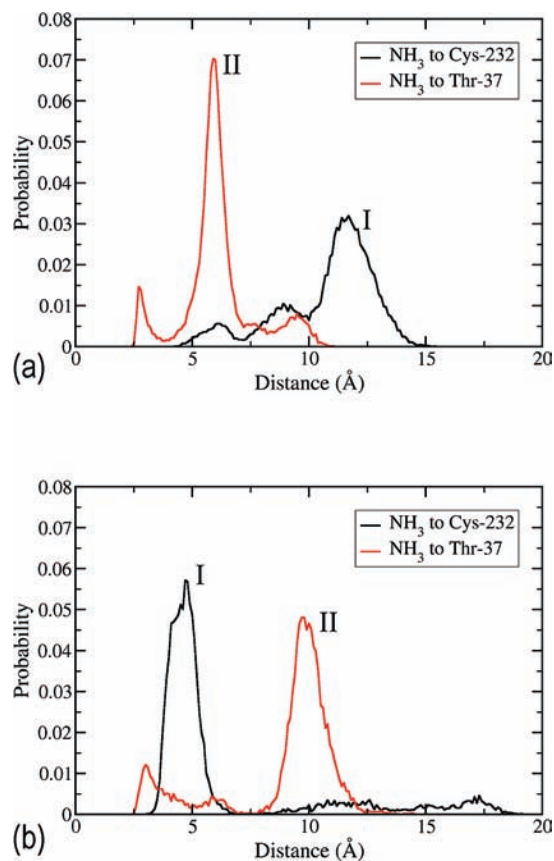 0.08
0.07
0.06
0.05
0.04
0.03
0.02
0.01
0
Probability
II
I
NH3 to Cys-232
NH3 to Thr-37
0 5 10 15 20
Distance (Å)
(a)
0.08
0.07
0.06
0.05
0.04
0.03
0.02
0.01
0
Probability
I
II
NH3 to Cys-232
NH3 to Thr-37
0 5 10 15 20
Distance (Å)
(b)